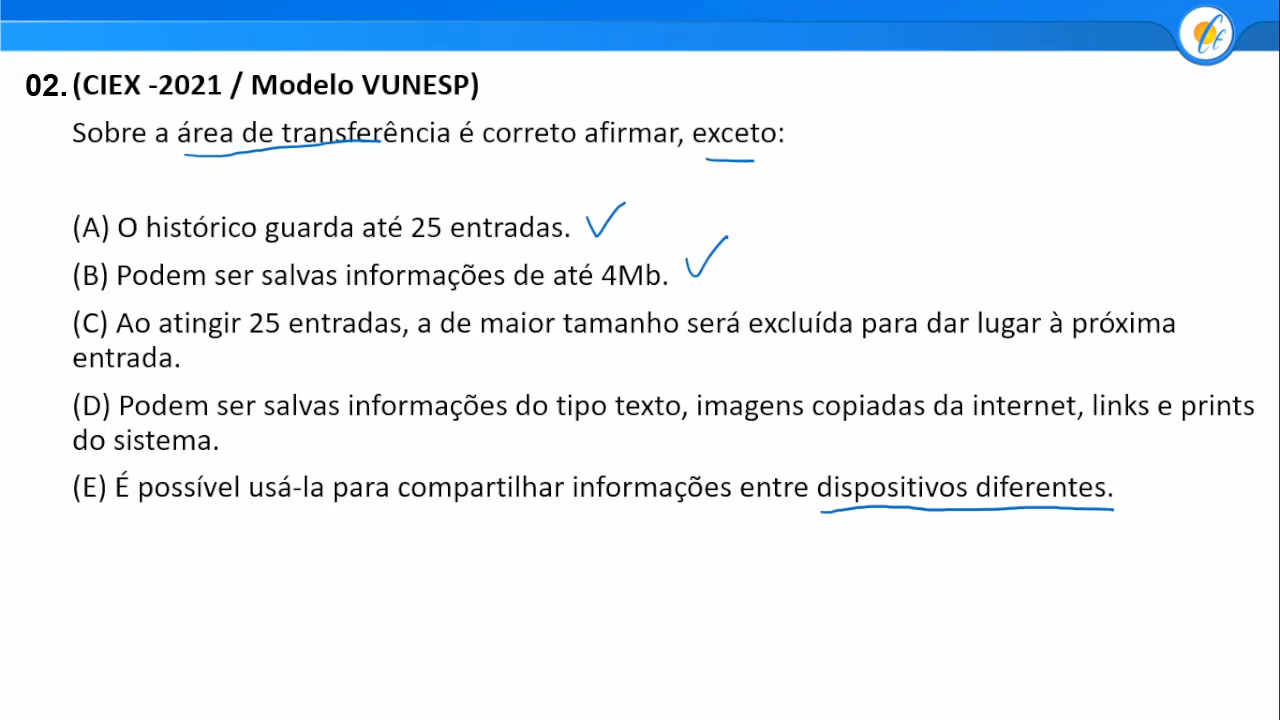 02. (CIEX -2021 / Modelo VUNESP)
Sobre a área de transferência é correto afirmar, exceto:
(A) O histórico guarda até 25 entradas.
(B) Podem ser salvas informações de até 4Mb.
(C) Ao atingir 25 entradas, a de maior tamanho será excluída para dar lugar à próxima
entrada.
(D) Podem ser salvas informações do tipo texto, imagens copiadas da internet, links e prints
do sistema.
(E) É possível usá-la para compartilhar informações entre dispositivos diferentes.